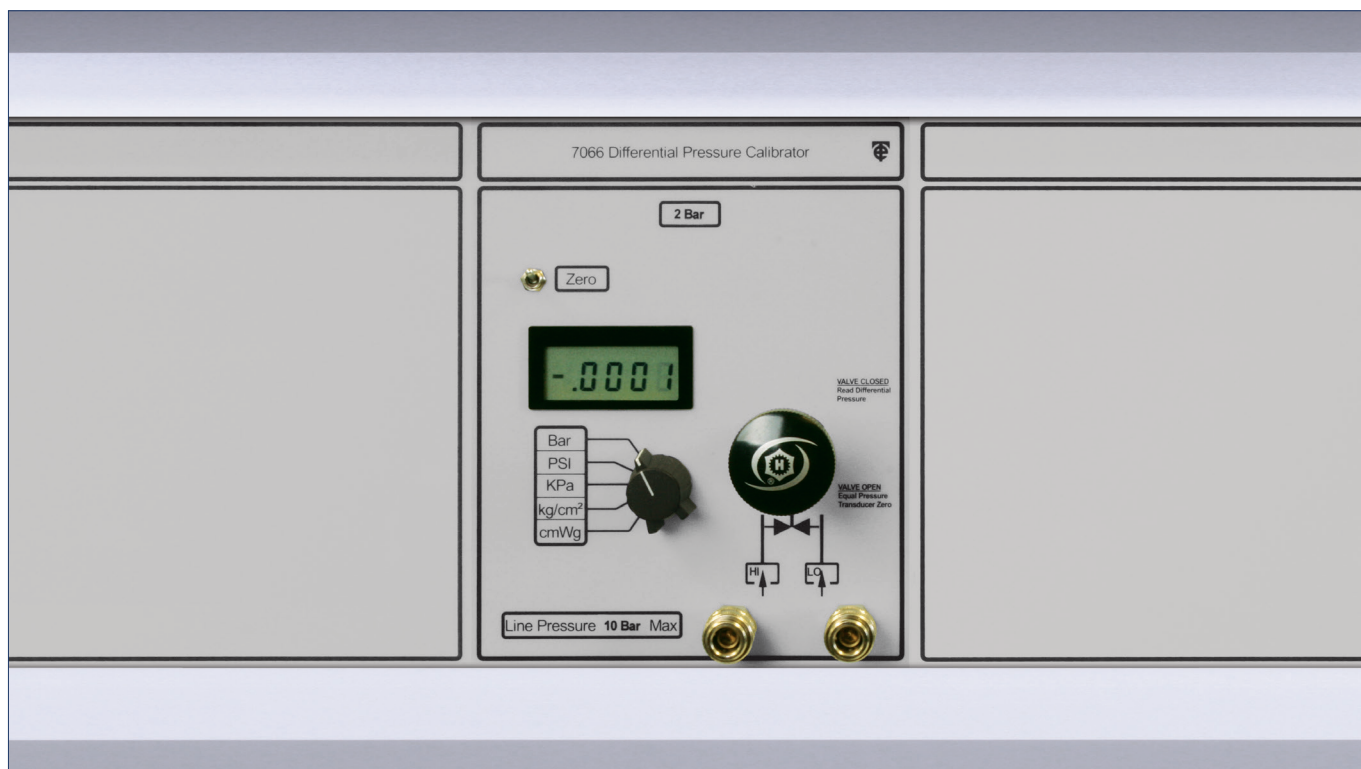 7066 Differential Pressure Calibrator
2 Bar
Zero
-.0001
VALVE CLOSED
Read Differential
Pressure
Bar
PSI
KPa
kg/cm²
cmWg
H
®
VALVE OPEN
Equal Pressure
Transducer Zero
HI
LO
Line Pressure 10 Bar Max